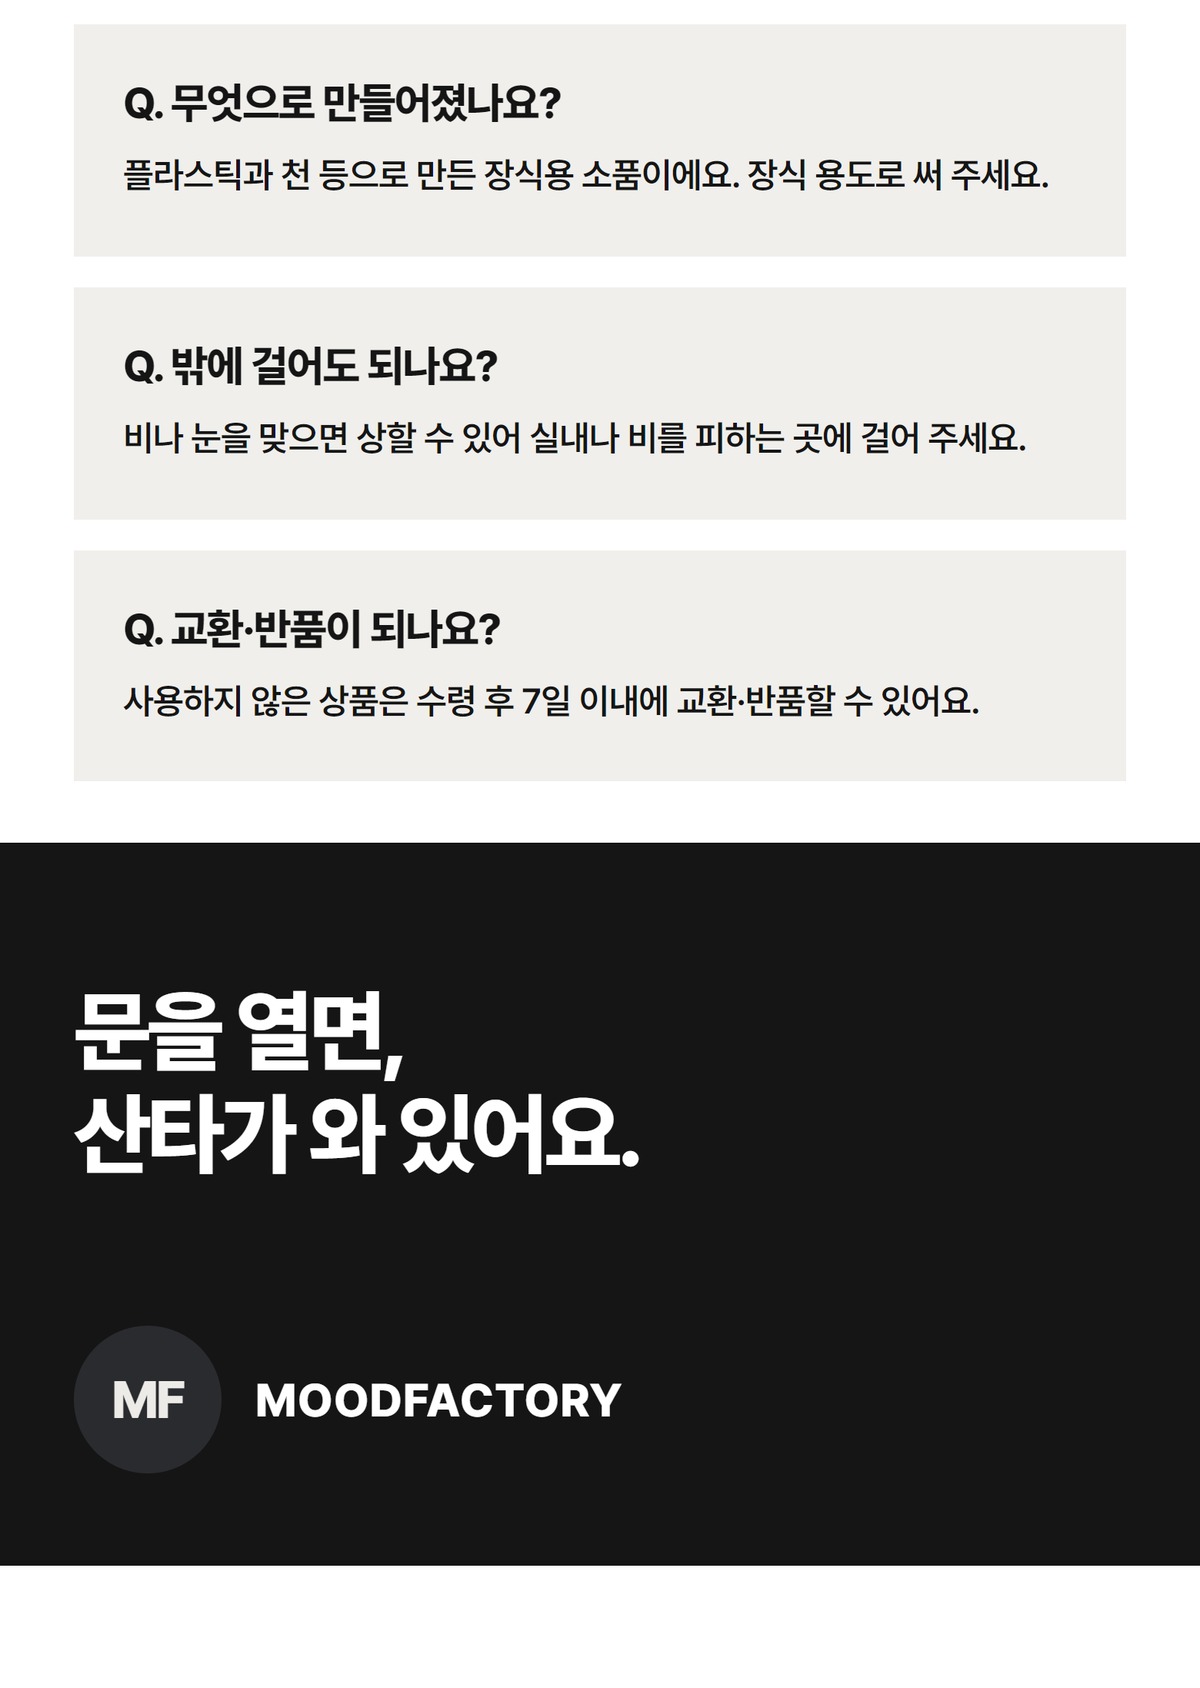 Q. 무엇으로 만들어졌나요?
플라스틱과 천 등으로 만든 장식용 소품이에요. 장식 용도로 써 주세요.
Q. 밖에 걸어도 되나요?
비나 눈을 맞으면 상할 수 있어 실내나 비를 피하는 곳에 걸어 주세요.
Q. 교환·반품이 되나요?
사용하지 않은 상품은 수령 후 7일 이내에 교환·반품할 수 있어요.
문을 열면,
산타가 와 있어요.
MF
MOODFACTORY